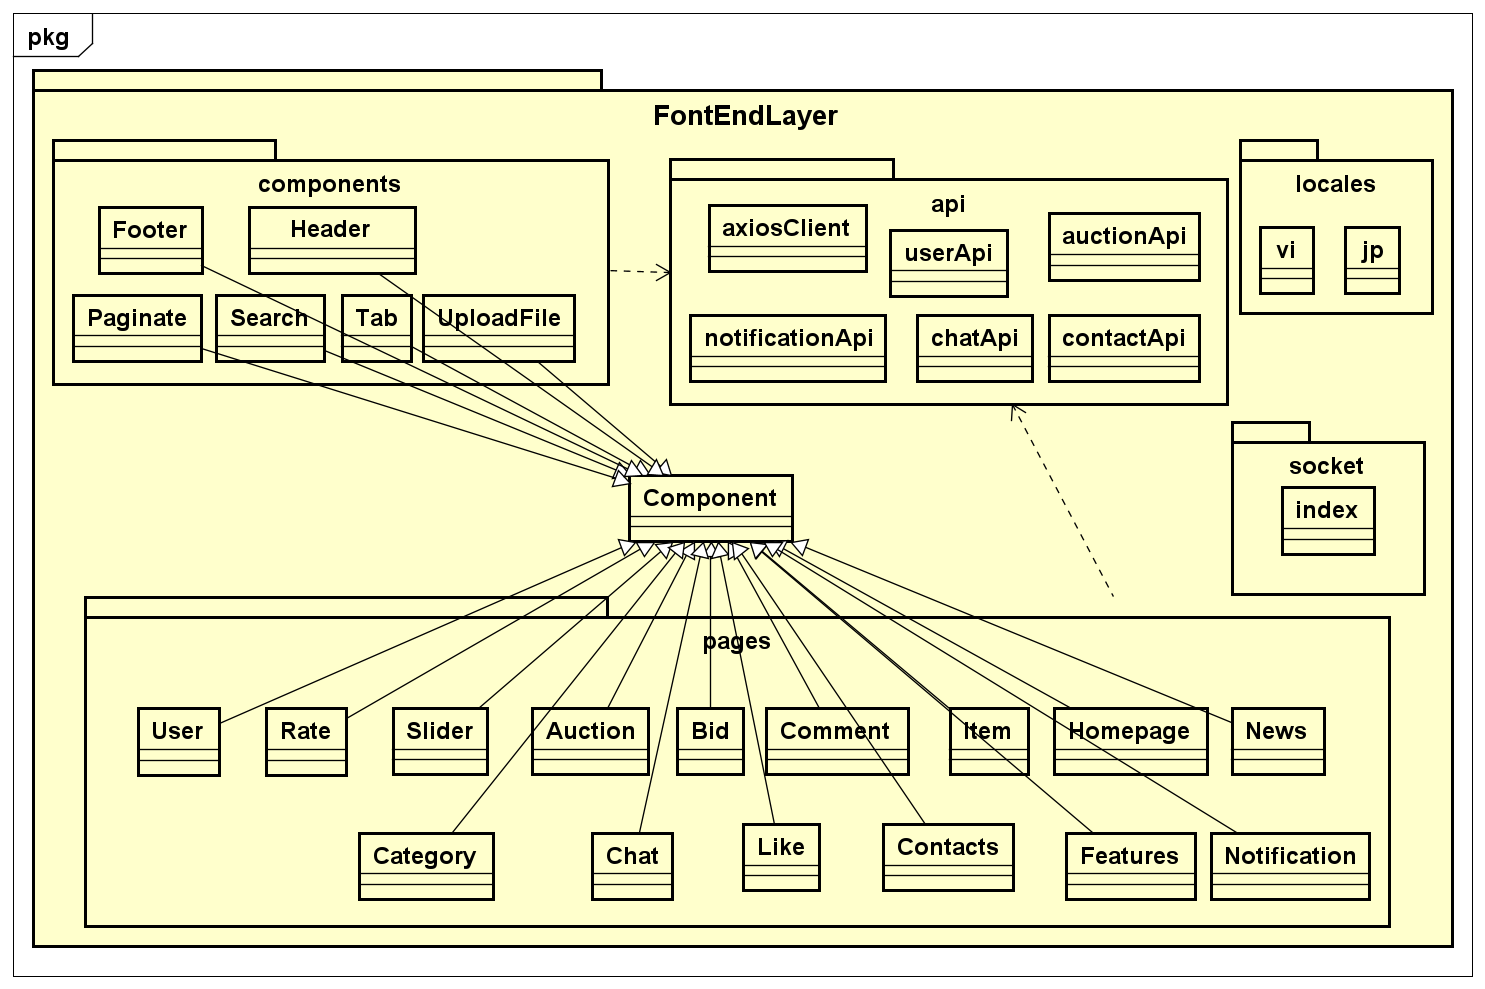 pkg
FontEndLayer
components
Footer
Header
Paginate
Search
Tab
UploadFile
api
axiosClient
userApi
auctionApi
notificationApi
chatApi
contactApi
locales
vi
jp
socket
index
Component
pages
User
Rate
Slider
Auction
Bid
Comment
Item
Homepage
News
Category
Chat
Like
Contacts
Features
Notification